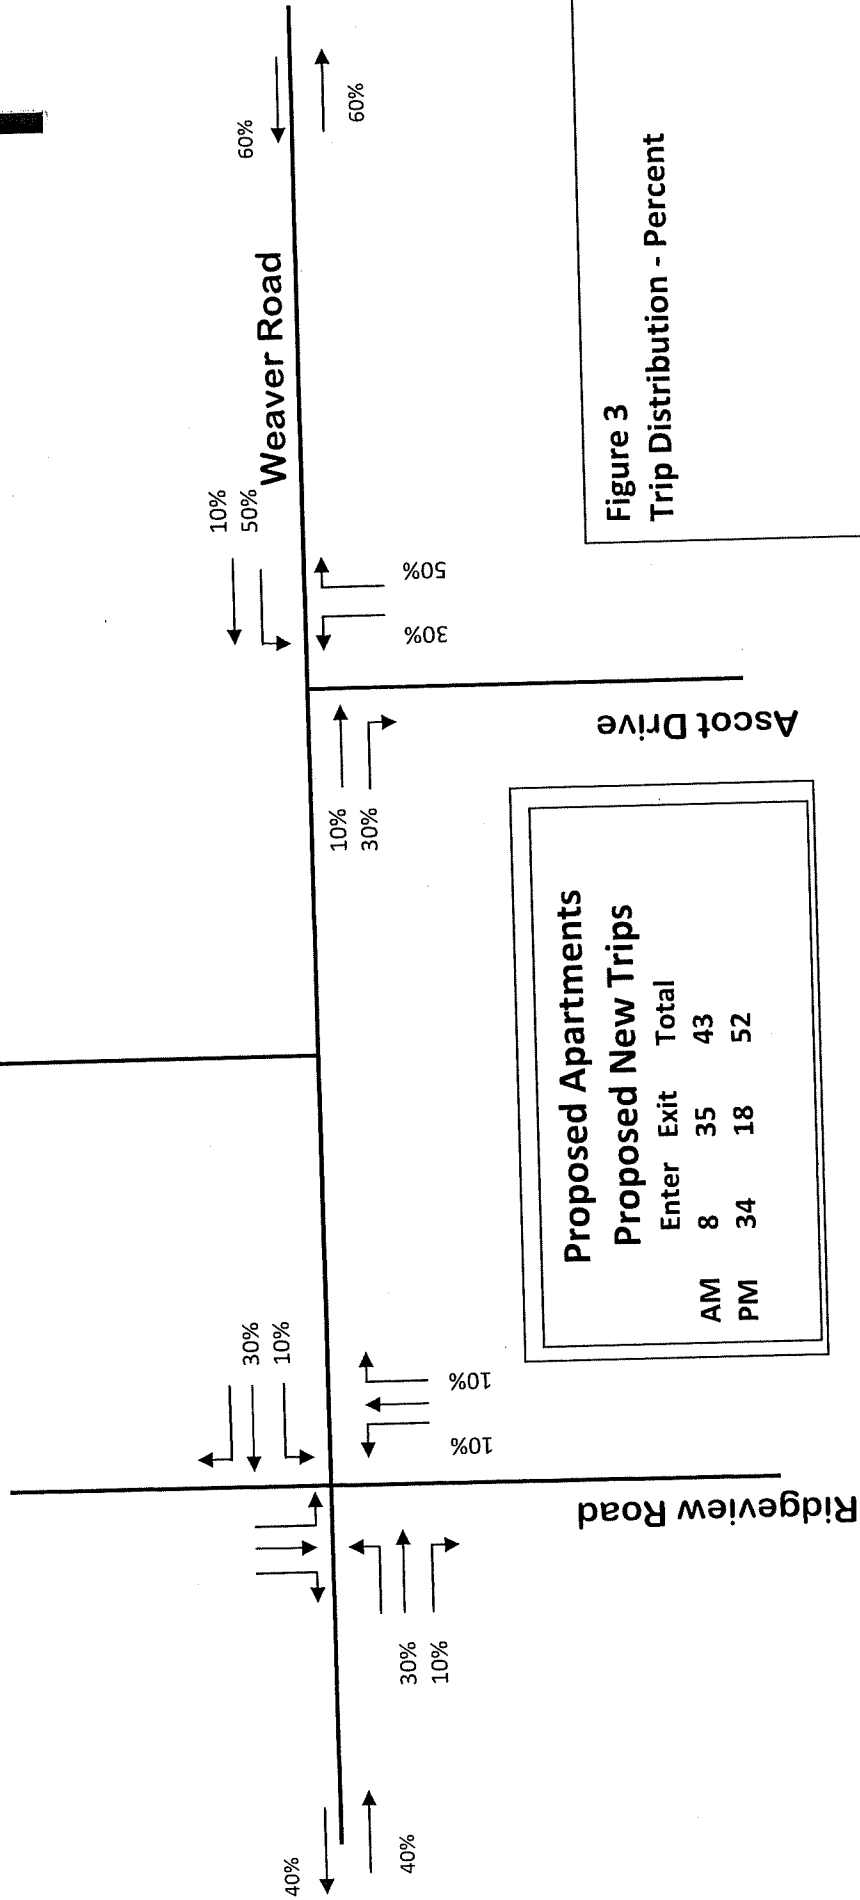 60%
60%
Weaver Road
10%
50%
50%
30%
Ascot Drive
10%
30%
30%
10%
10%
10%
Ridgeview Road
30%
10%
40%
40%
Proposed Apartments
Proposed New Trips
Enter Exit Total
AM 8 35 43
PM 34 18 52
Figure 3
Trip Distribution - Percent